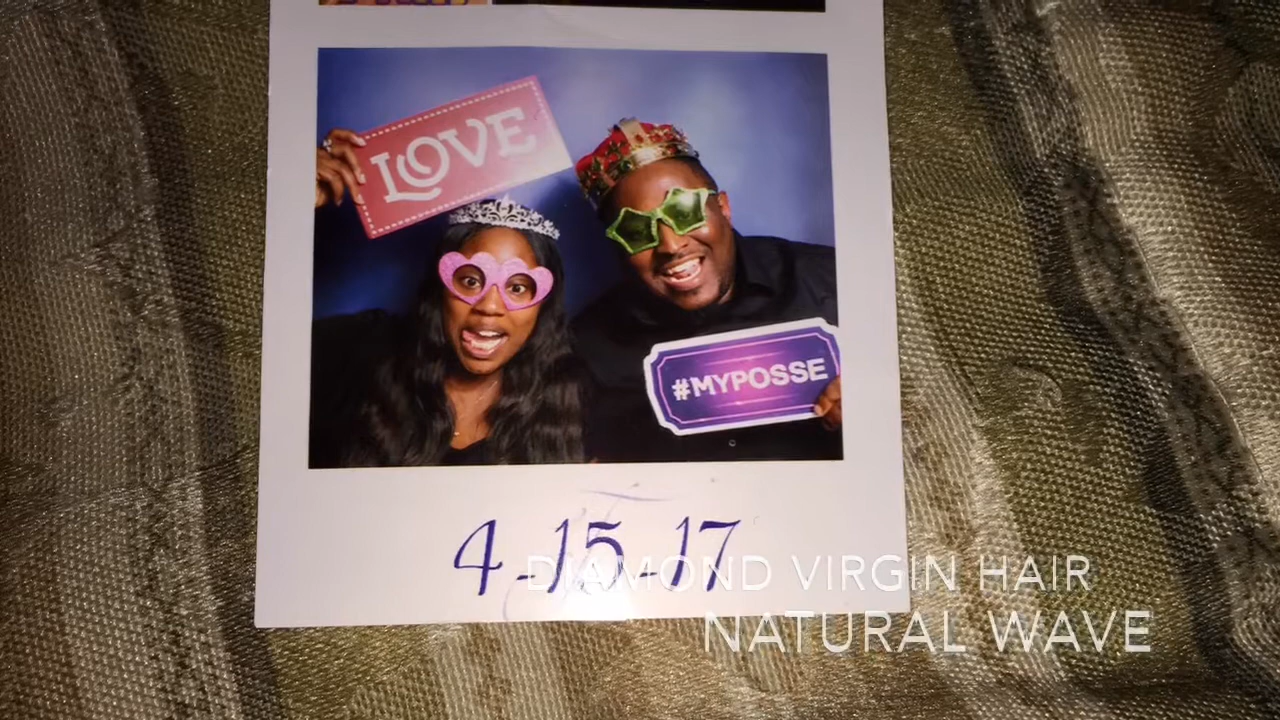 LOVE
#MYPOSSE
4.15.17
DIAMOND VIRGIN HAIR
NATURAL WAVE